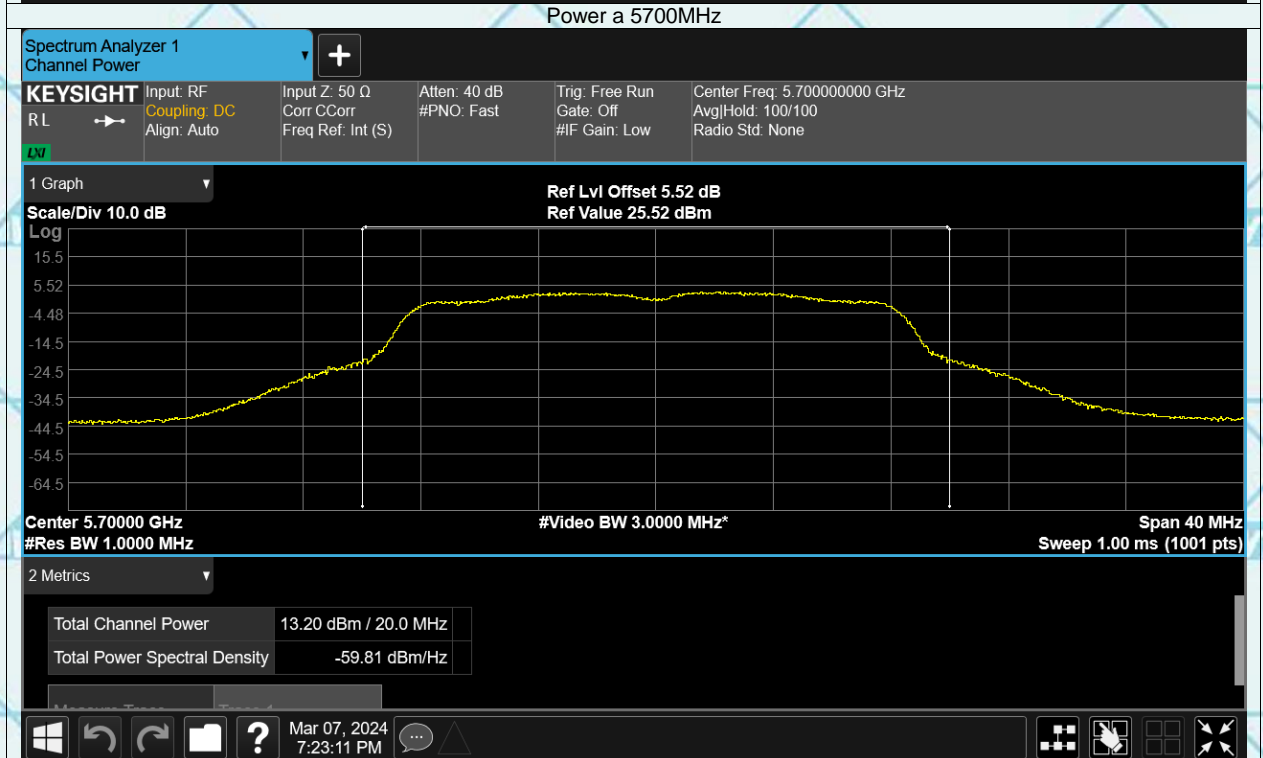 Power a 5700MHz
Spectrum Analyzer 1
Channel Power
KEYSIGHT
R L
LXI
Input: RF
Coupling: DC
Align: Auto
Input Z: 50 Ω
Corr CCorr
Freq Ref: Int (S)
Atten: 40 dB
#PNO: Fast
Trig: Free Run
Gate: Off
#IF Gain: Low
Center Freq: 5.700000000 GHz
Avg|Hold: 100/100
Radio Std: None
1 Graph
Ref Lvl Offset 5.52 dB
Scale/Div 10.0 dB
Ref Value 25.52 dBm
Log
15.5
5.52
-4.48
-14.5
-24.5
-34.5
-44.5
-54.5
-64.5
Center 5.70000 GHz
#Video BW 3.0000 MHz*
Span 40 MHz
#Res BW 1.0000 MHz
Sweep 1.00 ms (1001 pts)
2 Metrics
Total Channel Power 13.20 dBm / 20.0 MHz
Total Power Spectral Density -59.81 dBm/Hz
?
Mar 07, 2024
7:23:11 PM